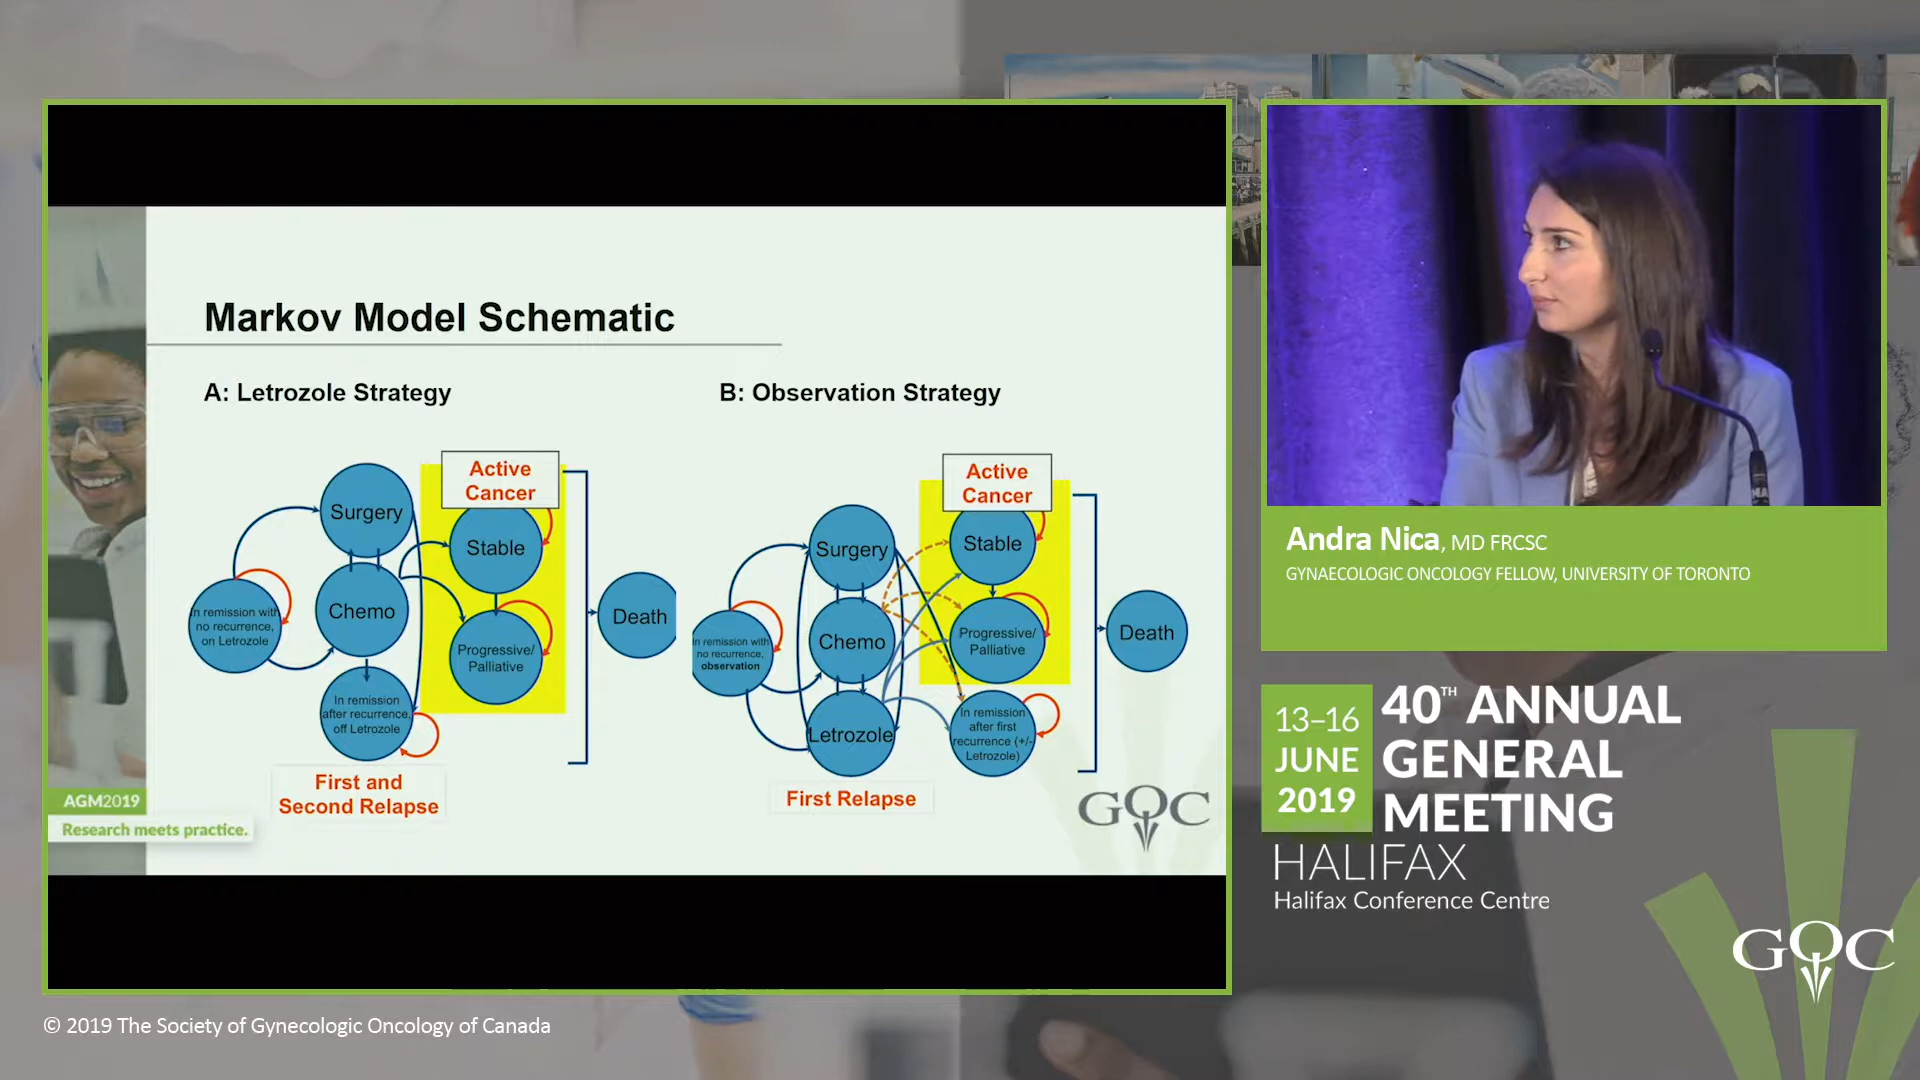 Markov Model Schematic
A: Letrozole Strategy
B: Observation Strategy
Active
Cancer
Surgery
Stable
In remission with
no recurrence,
on Letrozole
Chemo
Death
Progressive/
Palliative
In remission
after recurrence,
off Letrozole
First and
Second Relapse
Active
Cancer
Surgery
Stable
In remission with
no recurrence,
observation
Chemo
Progressive/
Palliative
Death
Letrozole
In remission
after first
recurrence (+/-
Letrozole)
First Relapse
GOC
AGM2019
Research meets practice.
Andra Nica, MD FRCSC
GYNAECOLOGIC ONCOLOGY FELLOW, UNIVERSITY OF TORONTO
13–16
JUNE
2019
40TH ANNUAL
GENERAL
MEETING
HALIFAX
Halifax Conference Centre
GOC
© 2019 The Society of Gynecologic Oncology of Canada